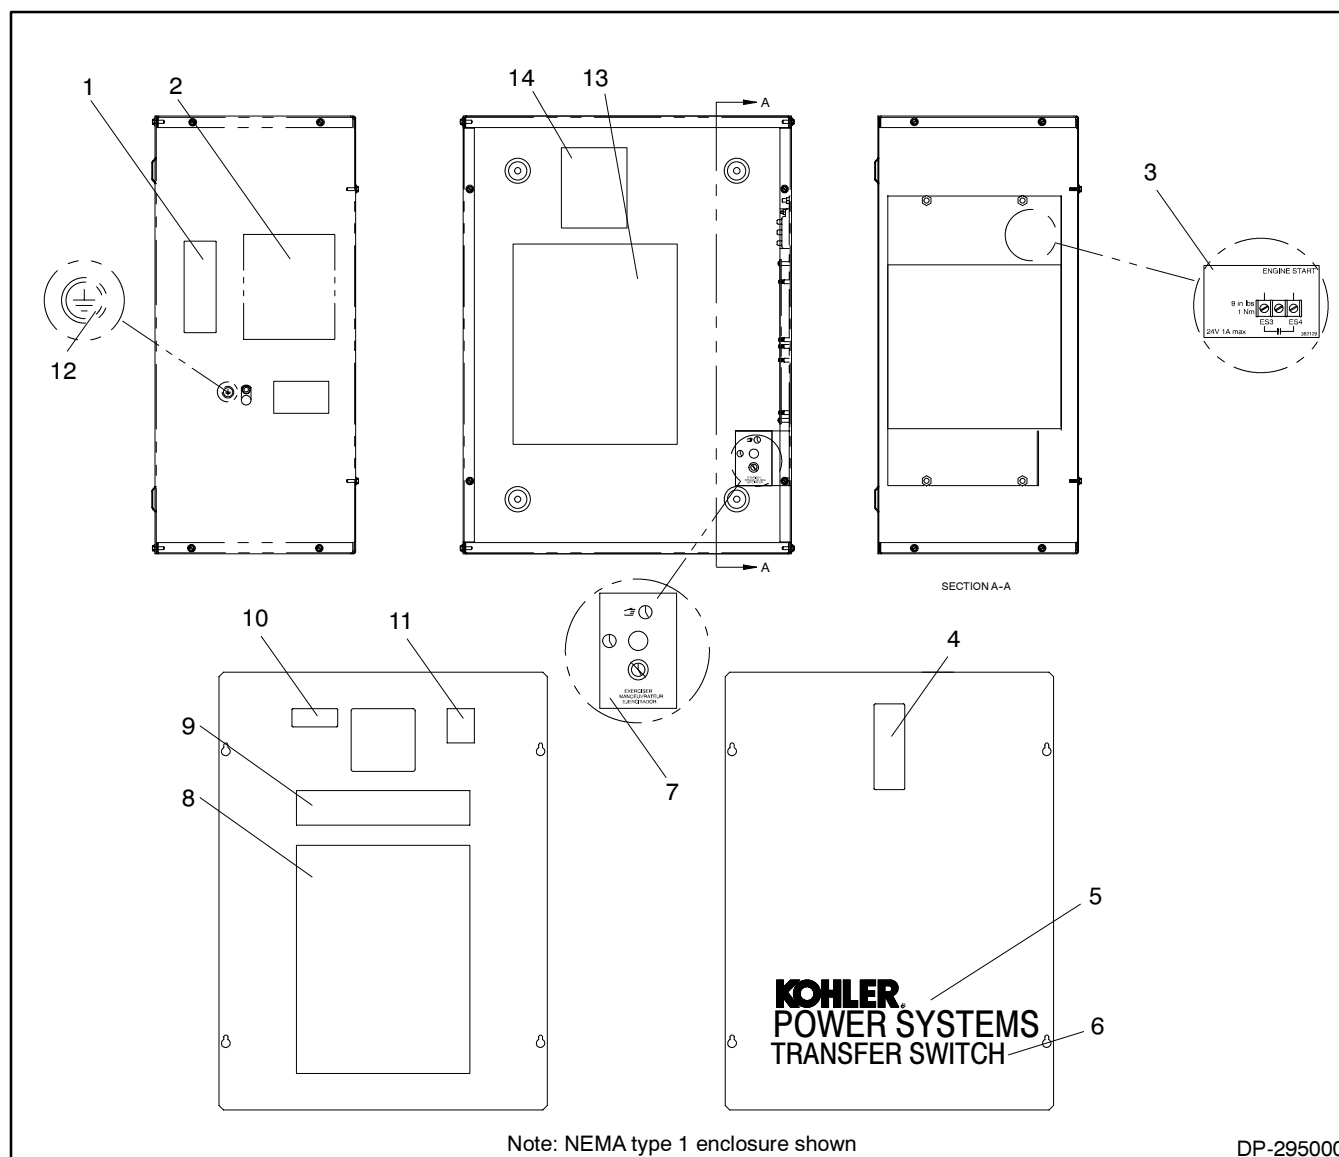 1
2
14
13
A
3
ENGINE START
9 in lbs
1 Nm
ES3 ES4
24V 1A max
382129
12
A
SECTION A-A
10
11
4
9
8
EXERCISER
MANOEUVRATEUR
EJERCITADOR
7
5
KOHLER.
POWER SYSTEMS
TRANSFER SWITCH
6
Note: NEMA type 1 enclosure shown
DP-295000